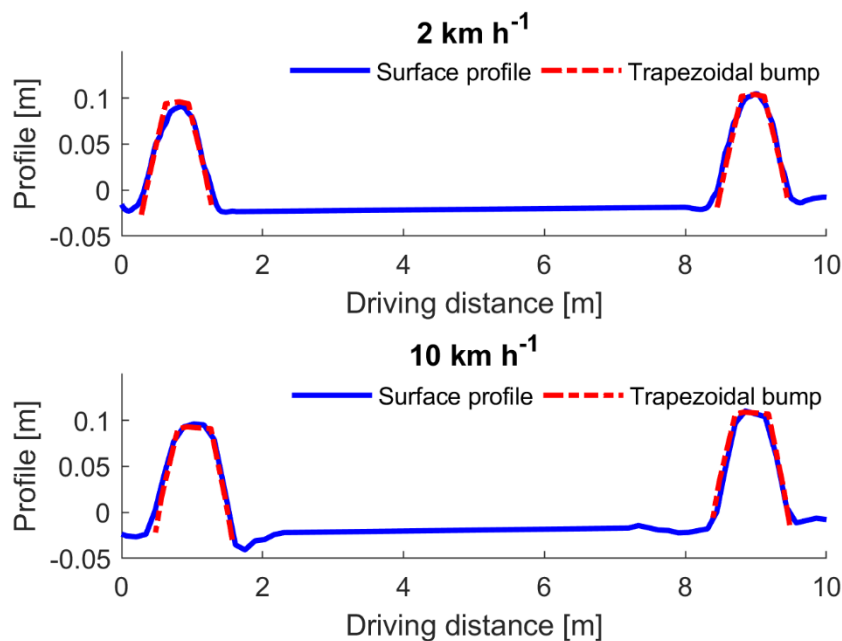 2 km h⁻¹
Surface profile Trapezoidal bump
Profile [m]
0.1
0.05
0
-0.05
0 2 4 6 8 10
Driving distance [m]
10 km h⁻¹
Surface profile Trapezoidal bump
Profile [m]
0.1
0.05
0
-0.05
0 2 4 6 8 10
Driving distance [m]